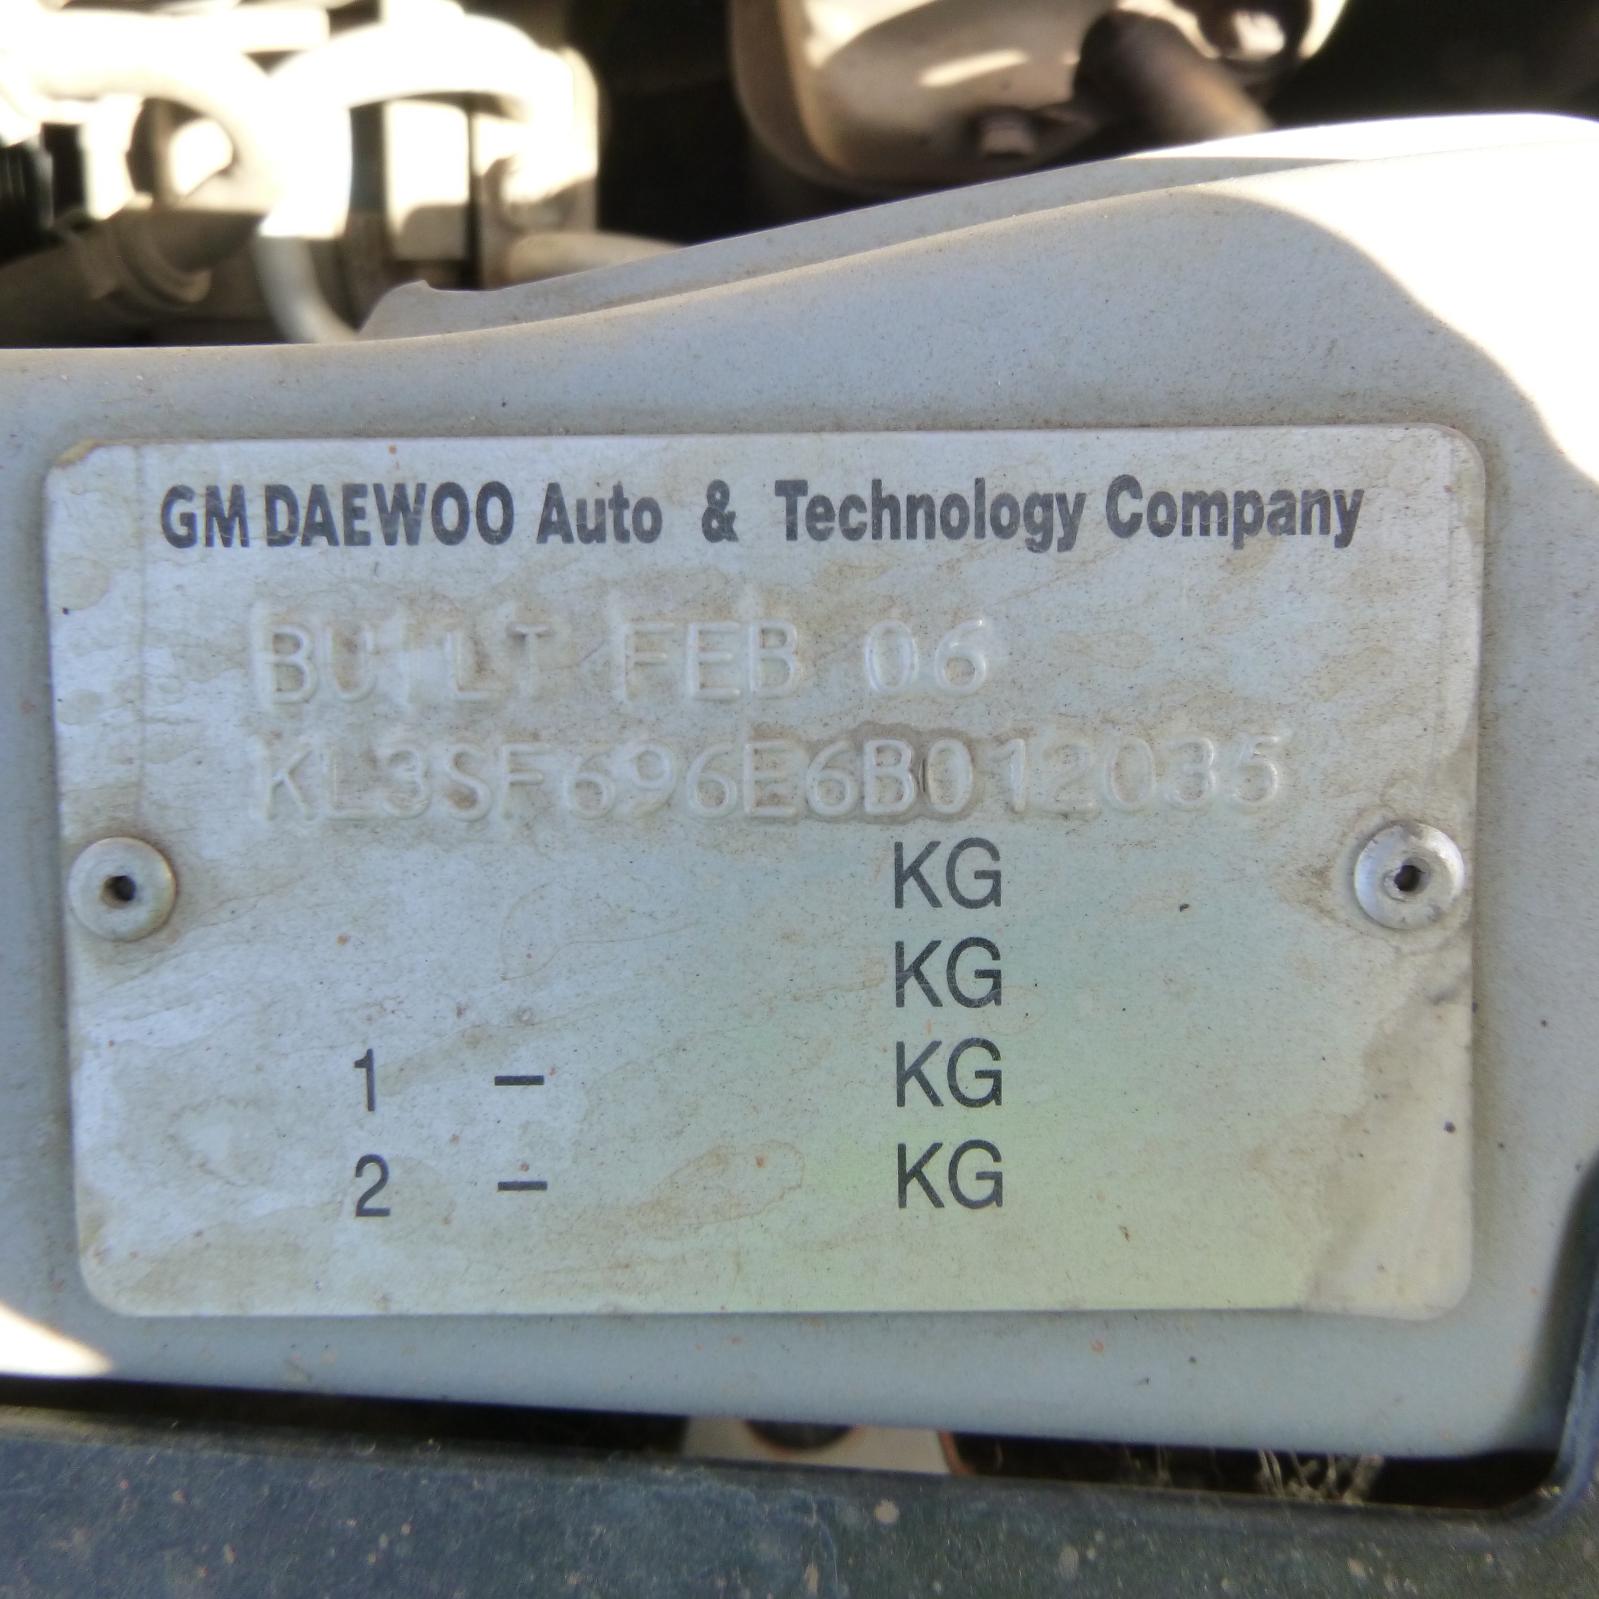 GM DAEWOO Auto & Technology Company
BUILT FEB 06
KL3SF696E6B012035
KG
KG
1 - KG
2 - KG